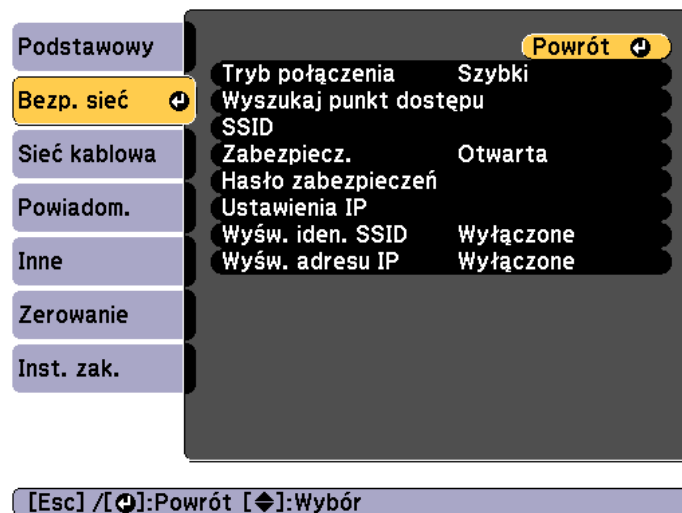 Podstawowy
Bezp. sieć
Sieć kablowa
Powiadom.
Inne
Zerowanie
Inst. zak.
Powrót
Tryb połączenia Szybki
Wyszukaj punkt dostępu
SSID
Zabezpiecz. Otwarta
Hasło zabezpieczeń
Ustawienia IP
Wyśw. iden. SSID Wyłączone
Wyśw. adresu IP Wyłączone
[Esc] /[⏎]:Powrót [◆]:Wybór